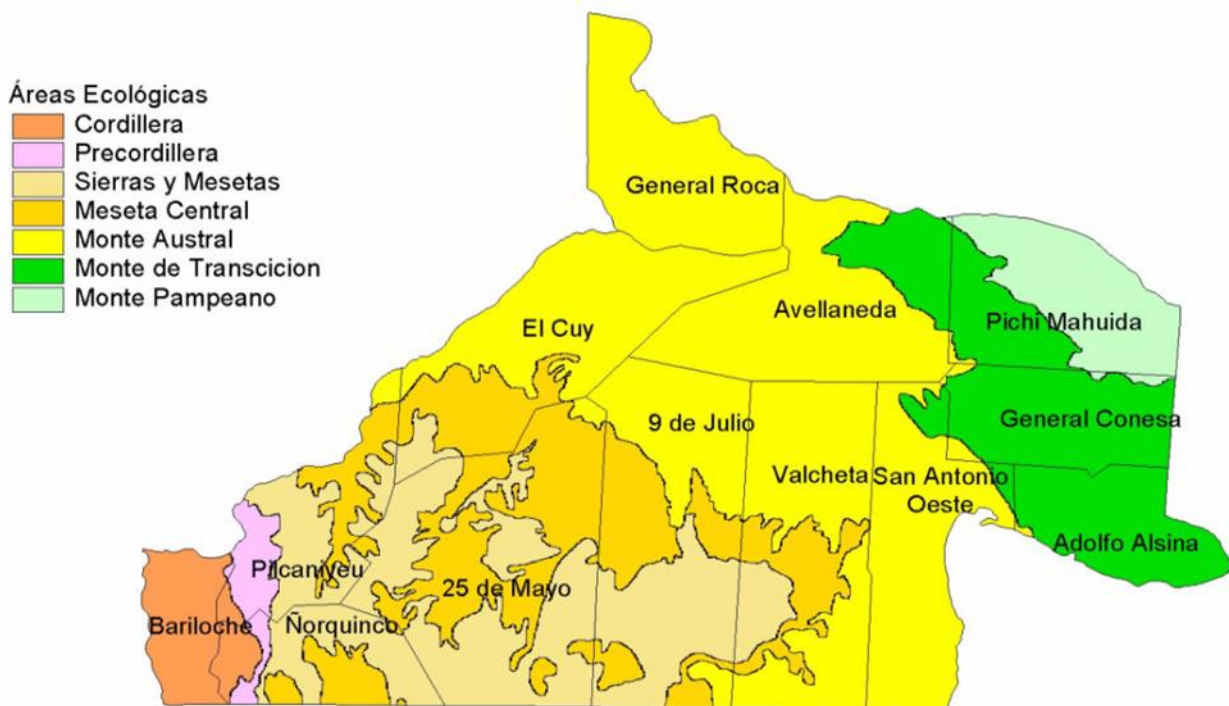 Áreas Ecológicas
Cordillera
Precordillera
Sierras y Mesetas
Meseta Central
Monte Austral
Monte de Transcicion
Monte Pampeano
General Roca
Avellaneda
Pichi Mahuida
El Cuy
9 de Julio
General Conesa
Valcheta
San Antonio
Oeste
Adolfo Alsina
Pilcaniyeu
25 de Mayo
Bariloche
Ñorquinco